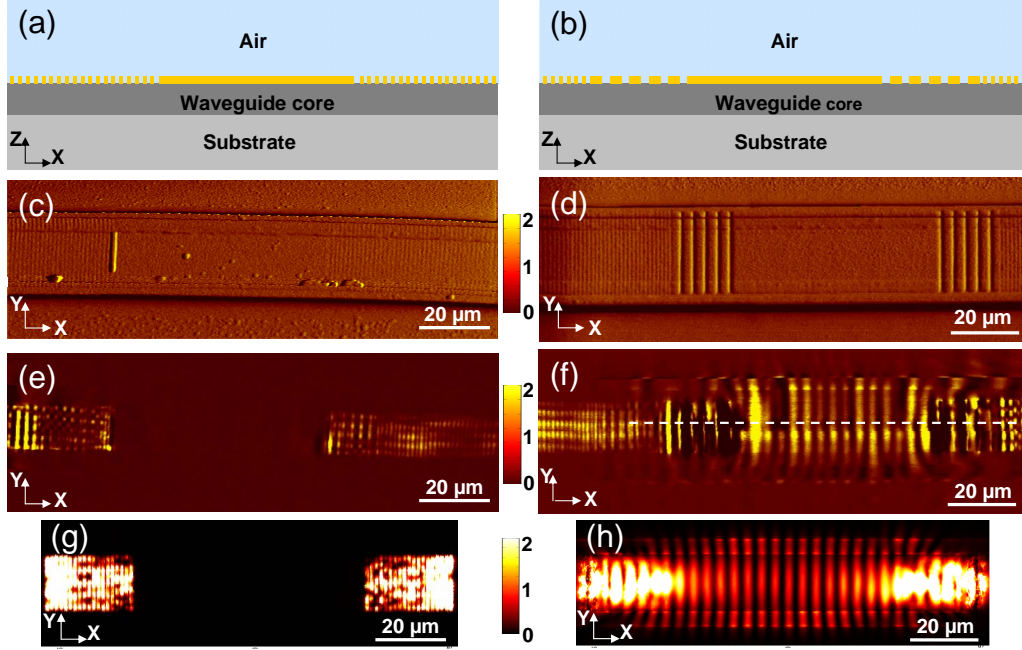 (a)
Air
Waveguide core
Substrate
Z
X
(b)
Air
Waveguide core
Substrate
Z
X
(c)
Y
X
20 µm
2
1
0
(d)
Y
X
20 µm
(e)
Y
X
20 µm
2
1
0
(f)
Y
X
20 µm
(g)
Y
X
20 µm
2
1
0
(h)
Y
X
20 µm